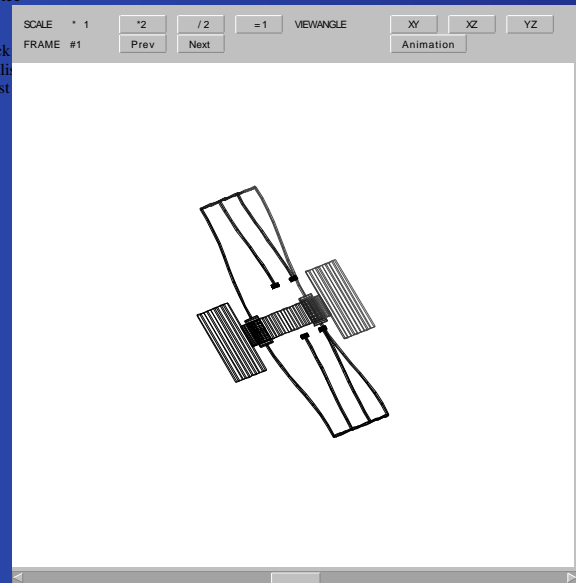 SCALE * 1 *2 / 2 = 1 VIEWANGLE XY XZ YZ
FRAME #1 Prev Next Animation